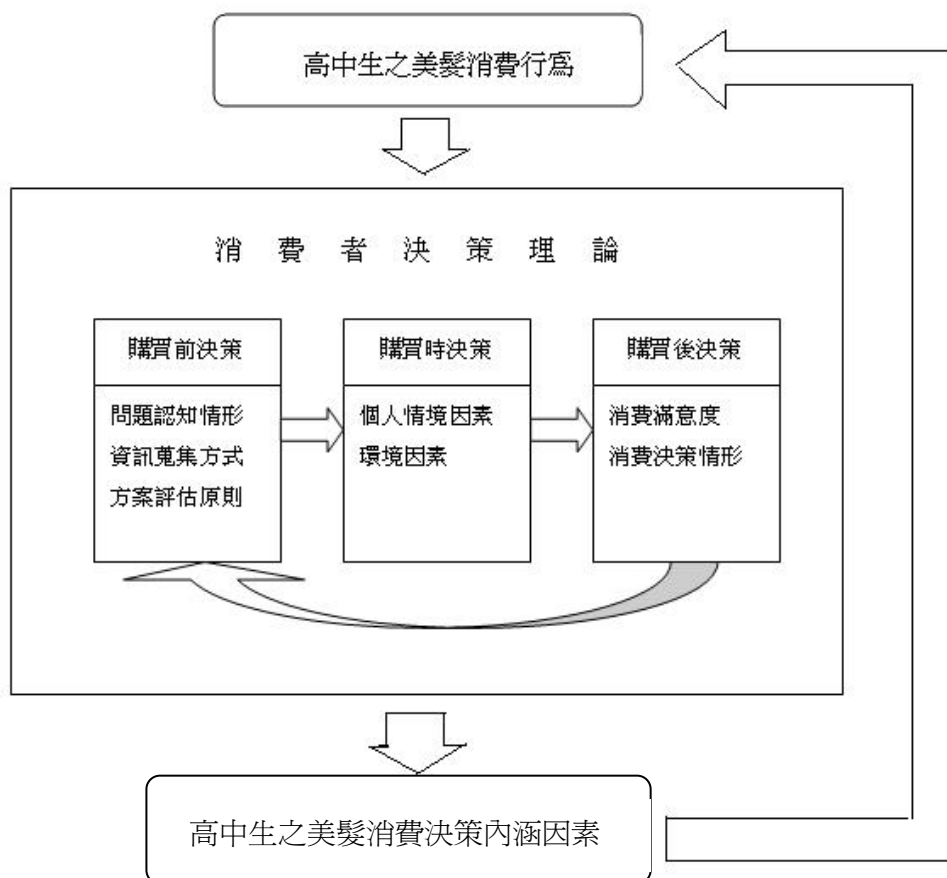 高中生之美髮消費行爲
消費者決策理論
購買前決策
問題認知情形
資訊蒐集方式
方案評估原則
購買時決策
個人情境因素
環境因素
購買後決策
消費滿意度
消費決策情形
高中生之美髮消費決策內涵因素